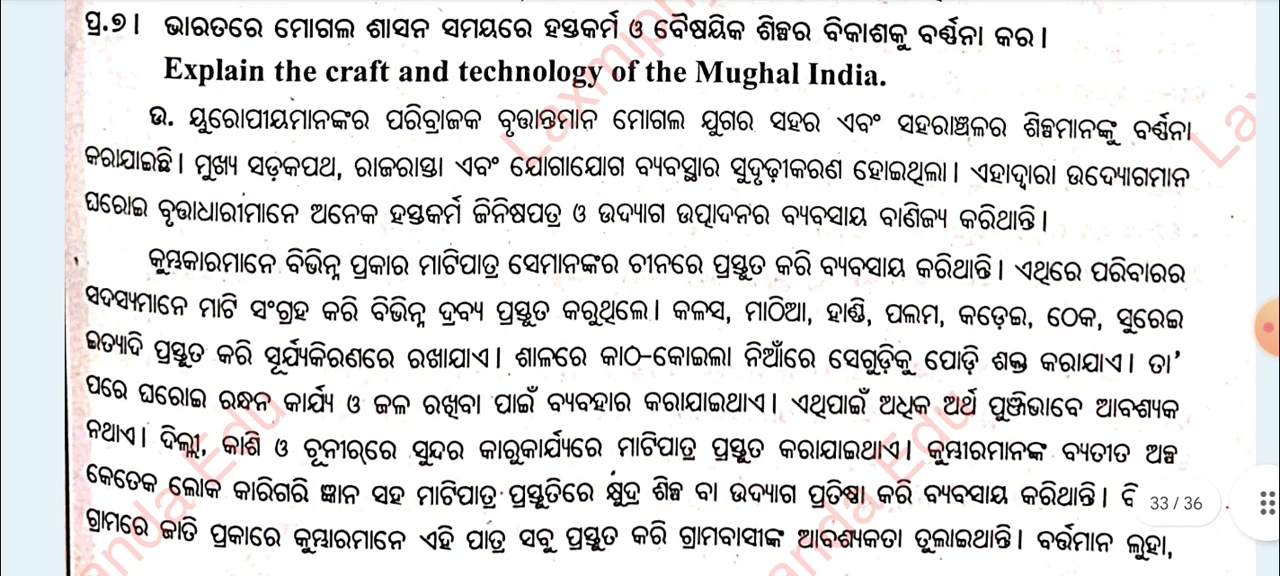 ପ୍ର.୭। ଭାରତରେ ମୋଗଲ ଶାସନ ସମୟରେ ହସ୍ତକର୍ମ ଓ ବୈଷୟିକ ଶିଳ୍ପର ବିକାଶକୁ ବର୍ଣ୍ଣନା କର।
Explain the craft and technology of the Mughal India.
ଉ. ୟୁରୋପୀୟମାନଙ୍କର ପରିବ୍ରାଜକ ବୃତ୍ତାନ୍ତମାନ ମୋଗଲ ଯୁଗର ସହର ଏବଂ ସହରାଞ୍ଚଳର ଶିଳ୍ପମାନଙ୍କୁ ବର୍ଣ୍ଣନା
କରାଯାଇଛି। ମୁଖ୍ୟ ସଡ଼କପଥ, ରାଜରାସ୍ତା ଏବଂ ଯୋଗାଯୋଗ ବ୍ୟବସ୍ଥାର ସୁଦୃଢ଼ୀକରଣ ହୋଇଥିଲା। ଏହାଦ୍ୱାରା ଉଦ୍ୟୋଗମାନ
ଘରୋଇ ବୃତ୍ତାଧାରୀମାନେ ଅନେକ ହସ୍ତକର୍ମ ଜିନିଷପତ୍ର ଓ ଉଦ୍ୟୋଗ ଉତ୍ପାଦନର ବ୍ୟବସାୟ ବାଣିଜ୍ୟ କରିଥାନ୍ତି।
କୁମ୍ଭକାରମାନେ ବିଭିନ୍ନ ପ୍ରକାର ମାଟିପାତ୍ର ସେମାନଙ୍କର ଚୀନରେ ପ୍ରସ୍ତୁତ କରି ବ୍ୟବସାୟ କରିଥାନ୍ତି। ଏଥିରେ ପରିବାରର
ସଦସ୍ୟମାନେ ମାଟି ସଂଗ୍ରହ କରି ବିଭିନ୍ନ ଦ୍ରବ୍ୟ ପ୍ରସ୍ତୁତ କରୁଥିଲେ। କଳସ, ମାଠିଆ, ହାଣ୍ଡି, ପଲମ, କଡ଼େଇ, ଠେକ, ସୁରେଇ
ଇତ୍ୟାଦି ପ୍ରସ୍ତୁତ କରି ସୂର୍ଯ୍ୟକିରଣରେ ରଖାଯାଏ। ଶାଳରେ କାଠ-କୋଇଲା ନିଆଁରେ ସେଗୁଡ଼ିକୁ ପୋଡ଼ି ଶକ୍ତ କରାଯାଏ। ତା'
ପରେ ଘରୋଇ ରନ୍ଧନ କାର୍ଯ୍ୟ ଓ ଜଳ ରଖିବା ପାଇଁ ବ୍ୟବହାର କରାଯାଇଥାଏ। ଏଥିପାଇଁ ଅଧିକ ଅର୍ଥ ପୁଞ୍ଜିଭାବେ ଆବଶ୍ୟକ
ନଥାଏ। ଦିଲ୍ଲୀ, କାଶି ଓ ଚୂନୀର୍‌ରେ ସୁନ୍ଦର କାରୁକାର୍ଯ୍ୟରେ ମାଟିପାତ୍ର ପ୍ରସ୍ତୁତ କରାଯାଇଥାଏ। କୁମ୍ଭୀରମାନଙ୍କ ବ୍ୟତୀତ ଅଳ୍ପ
କେତେକ ଲୋକ କାରିଗରି ଜ୍ଞାନ ସହ ମାଟିପାତ୍ର ପ୍ରସ୍ତୁତିରେ କ୍ଷୁଦ୍ର ଶିଳ୍ପ ବା ଉଦ୍ୟୋଗ ପ୍ରତିଷ୍ଠା କରି ବ୍ୟବସାୟ କରିଥାନ୍ତି। 33 / 36
ଗ୍ରାମରେ ଜାତି ପ୍ରକାରେ କୁମ୍ଭାରମାନେ ଏହି ପାତ୍ର ସବୁ ପ୍ରସ୍ତୁତ କରି ଗ୍ରାମବାସୀଙ୍କ ଆବଶ୍ୟକତା ତୁଲାଇଥାନ୍ତି। ବର୍ତ୍ତମାନ ଲୁହା,